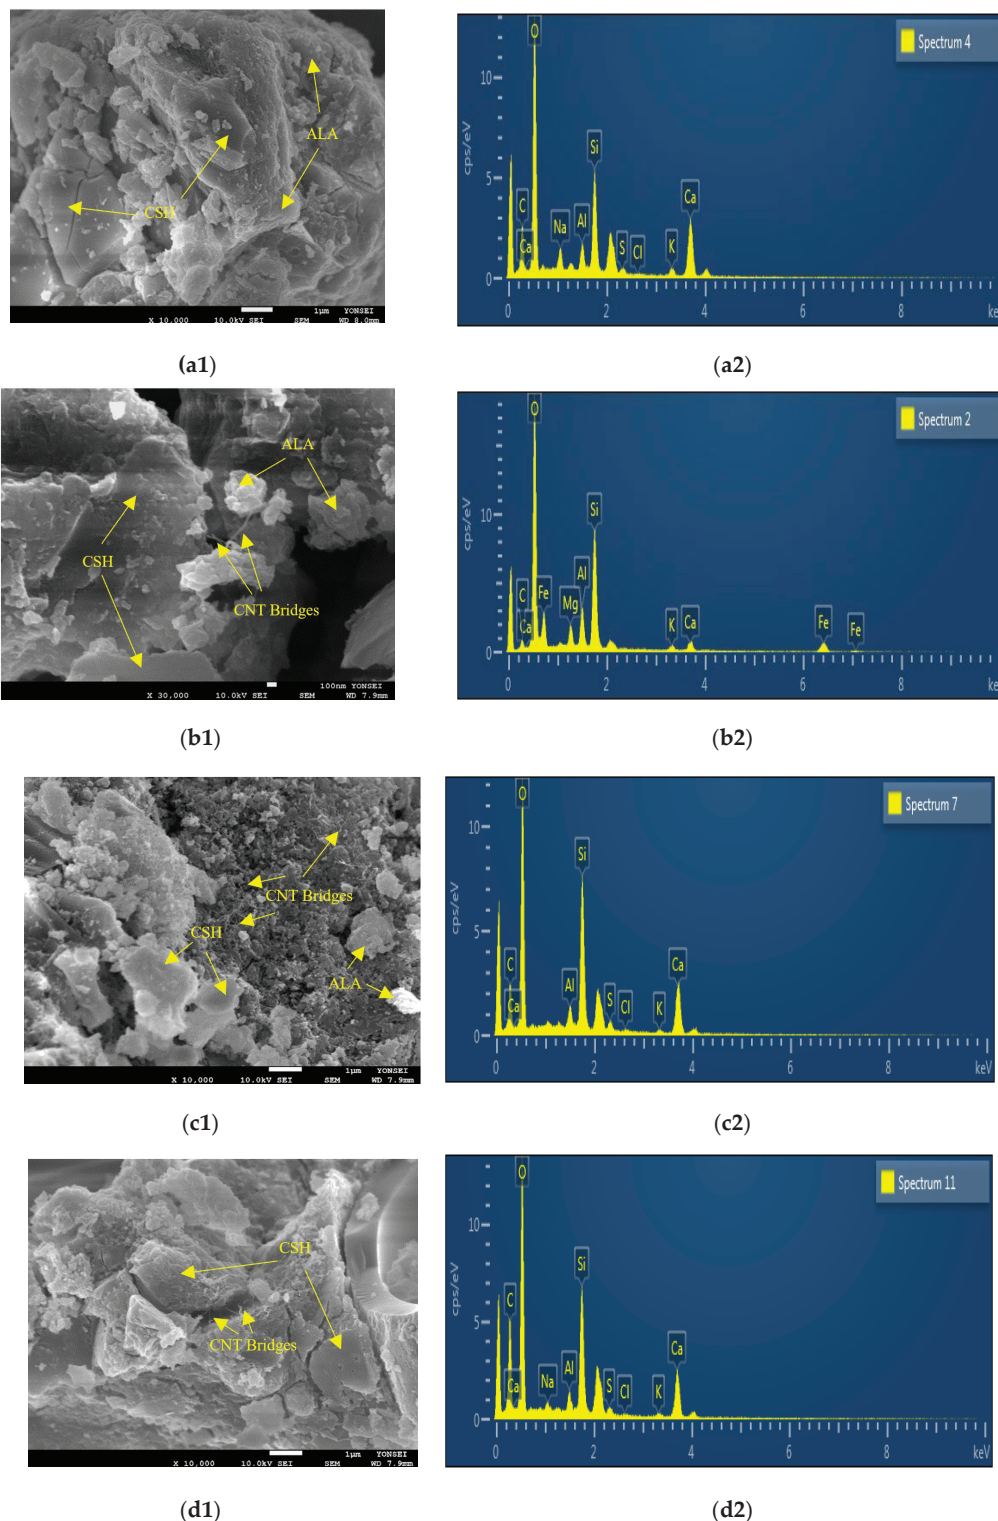 ALA
CSH
1μm YONSEI
X 10,000 10.0kV SEI SEM WD 8.0mm
(a1)
Spectrum 4
cps/eV
10
5
0
O
Si
C
Ca
Na
Al
S
Cl
K
Ca
0 2 4 6 8 ke
(a2)
ALA
CSH
CNT Bridges
100nm YONSEI
X 30,000 10.0kV SEI SEM WD 7.9mm
(b1)
Spectrum 2
cps/eV
10
0
O
Si
C
Ca
Fe
Mg
Al
K
Ca
Fe
Fe
0 2 4 6 8 ke
(b2)
CNT Bridges
CSH
ALA
1μm YONSEI
X 10,000 10.0kV SEI SEM WD 7.9mm
(c1)
Spectrum 7
cps/eV
10
5
0
O
Si
C
Ca
Al
S
Cl
K
Ca
0 2 4 6 8 keV
(c2)
CSH
CNT Bridges
1μm YONSEI
X 10,000 10.0kV SEI SEM WD 7.9mm
(d1)
Spectrum 11
cps/eV
10
5
0
O
Si
C
Ca
Na
Al
S
Cl
K
Ca
0 2 4 6 8 keV
(d2)